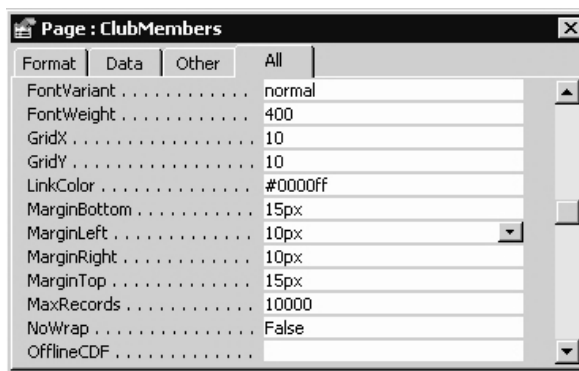 Page : ClubMembers
Format Data Other All
FontVariant . . . . . . . . . . . . normal
FontWeight . . . . . . . . . . . . 400
GridX . . . . . . . . . . . . . . . . . 10
GridY . . . . . . . . . . . . . . . . . 10
LinkColor . . . . . . . . . . . . . . #0000ff
MarginBottom . . . . . . . . . . 15px
MarginLeft . . . . . . . . . . . . . 10px
MarginRight . . . . . . . . . . . . 10px
MarginTop . . . . . . . . . . . . . 15px
MaxRecords . . . . . . . . . . . . 10000
NoWrap . . . . . . . . . . . . . . . False
OfflineCDF . . . . . . . . . . . . .